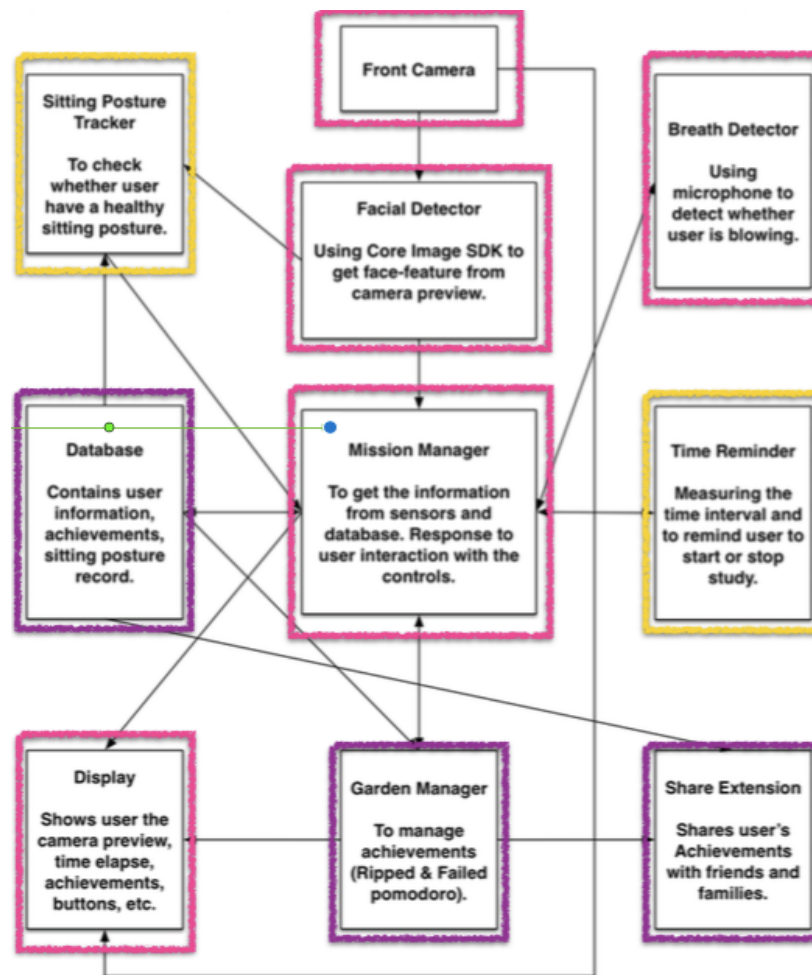 Front Camera
Sitting Posture
Tracker
To check
whether user
have a healthy
sitting posture.
Facial Detector
Using Core Image SDK to
get face-feature from
camera preview.
Breath Detector
Using
microphone to
detect whether
user is blowing.
Database
Contains user
information,
achievements,
sitting posture
record.
Mission Manager
To get the information
from sensors and
database. Response to
user interaction with the
controls.
Time Reminder
Measuring the
time interval and
to remind user to
start or stop
study.
Display
Shows user the
camera preview,
time elapse,
achievements,
buttons, etc.
Garden Manager
To manage
achievements
(Ripped & Failed
pomodoro).
Share Extension
Shares user's
Achievements
with friends and
families.